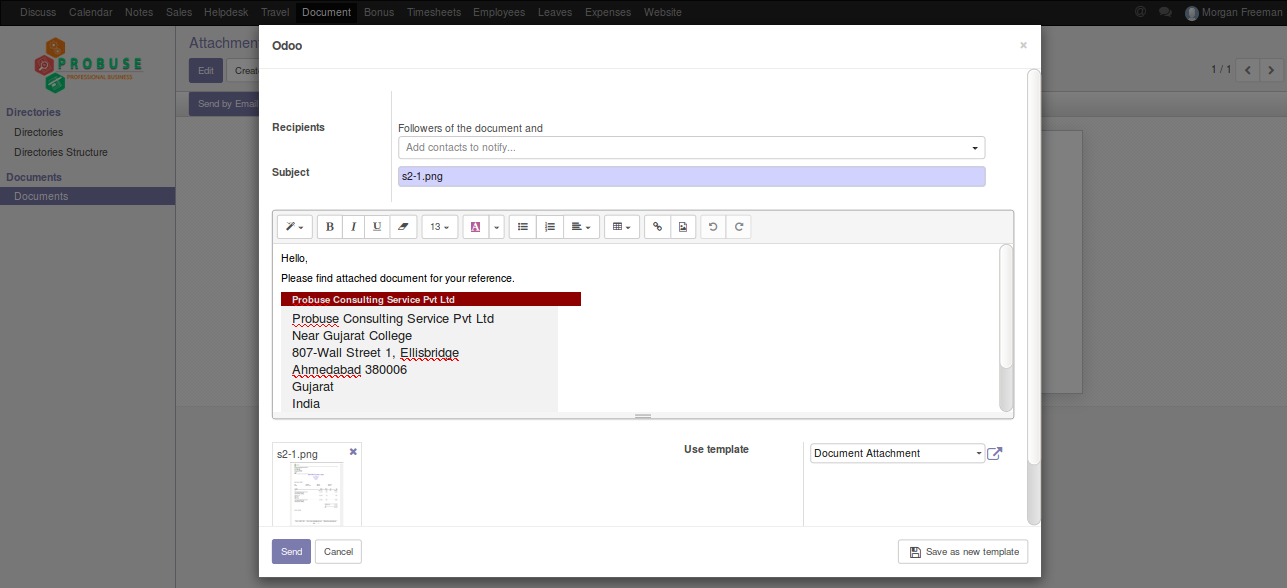 Discuss Calendar Notes Sales Helpdesk Travel Document Bonus Timesheets Employees Leaves Expenses Website @ Morgan Freeman
PROBUSE
PROFESSIONAL BUSINESS
Attachment
Edit Creat
1 / 1
Send by Email
Directories
Directories
Directories Structure
Documents
Documents
Odoo ×
Recipients
Followers of the document and
Add contacts to notify...
Subject
s2-1.png
B I U 13 A
Hello,
Please find attached document for your reference.
Probuse Consulting Service Pvt Ltd
Probuse Consulting Service Pvt Ltd
Near Gujarat College
807-Wall Street 1, Ellisbridge
Ahmedabad 380006
Gujarat
India
s2-1.png
Use template
Document Attachment
Send Cancel Save as new template